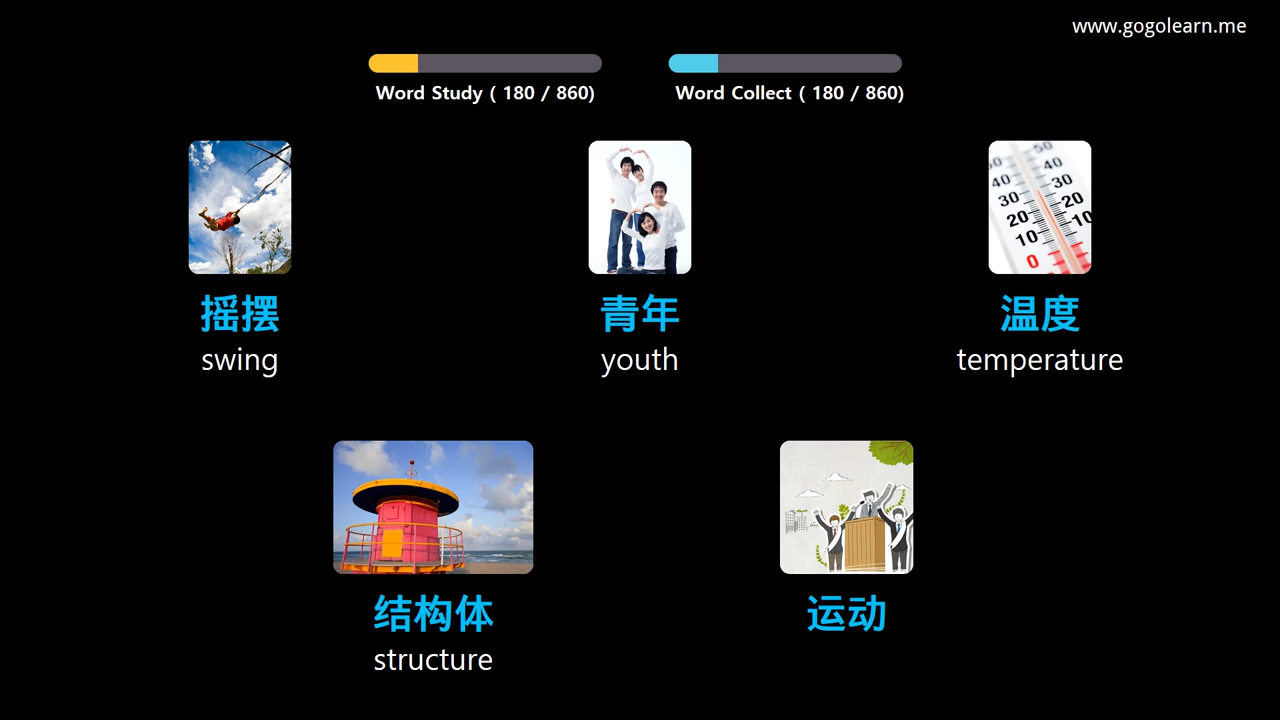 www.gogolearn.me
Word Study ( 180 / 860)
Word Collect ( 180 / 860)
摇摆
swing
青年
youth
温度
temperature
结构体
structure
运动